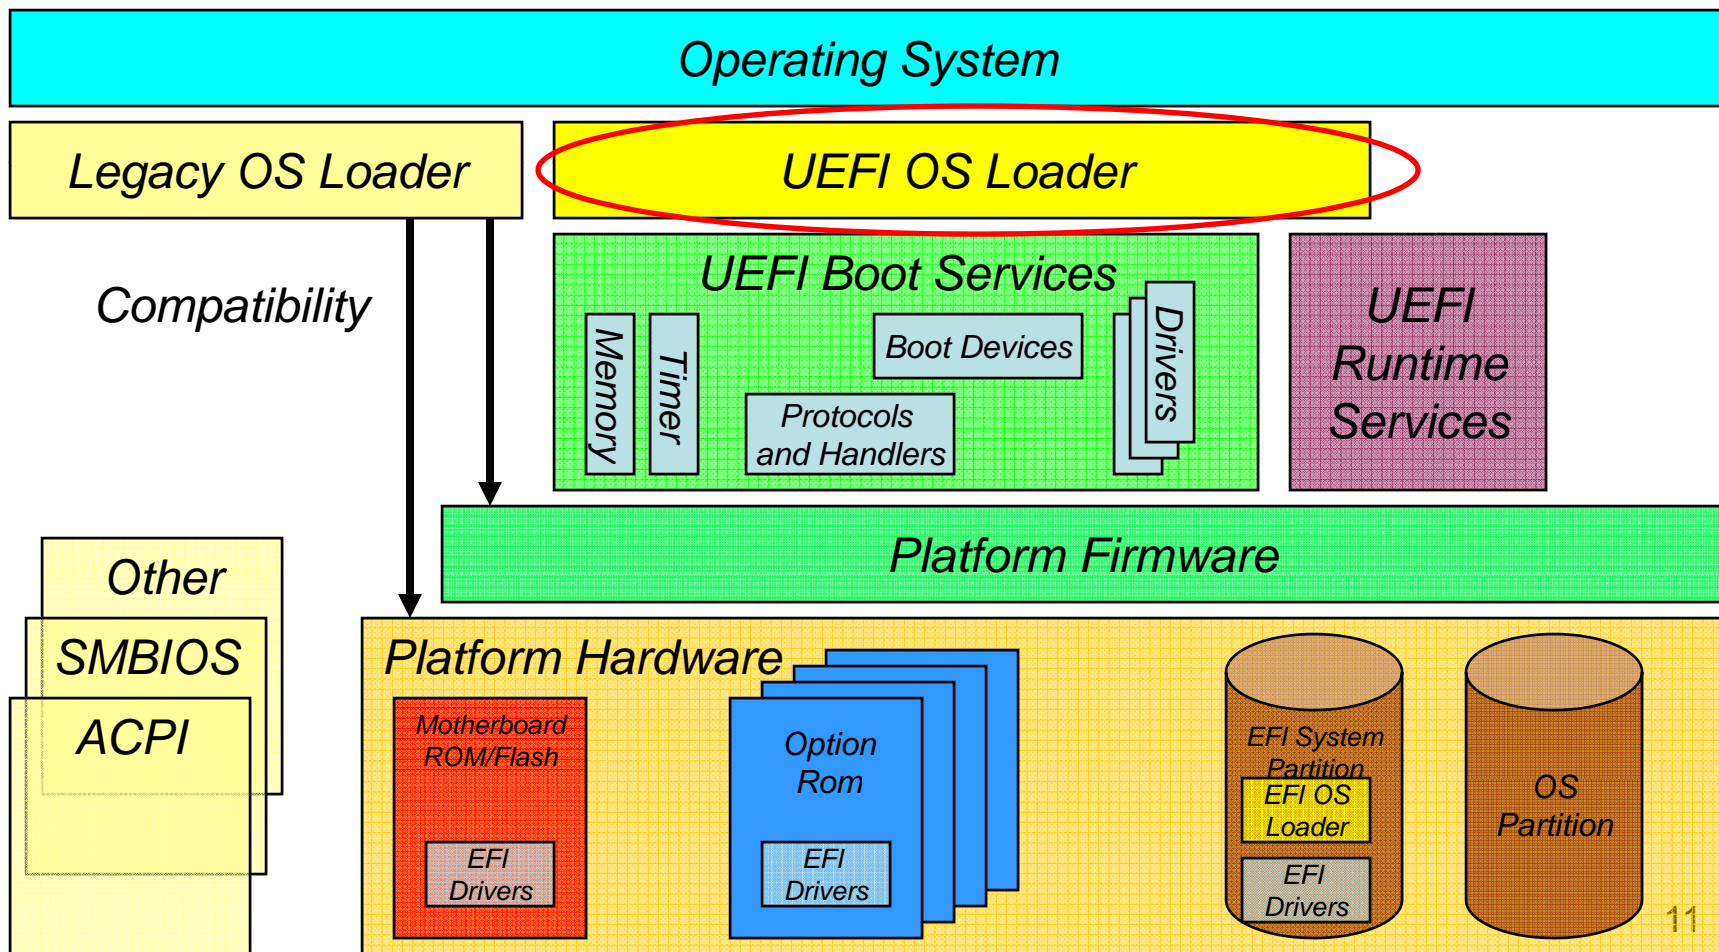 Operating System
Legacy OS Loader
UEFI OS Loader
Compatibility
UEFI Boot Services
Memory
Timer
Boot Devices
Protocols
and Handlers
Drivers
UEFI
Runtime
Services
Platform Firmware
Other
SMBIOS
ACPI
Platform Hardware
Motherboard
ROM/Flash
EFI
Drivers
Option
Rom
EFI
Drivers
EFI System
Partition
EFI OS
Loader
EFI
Drivers
OS
Partition
11